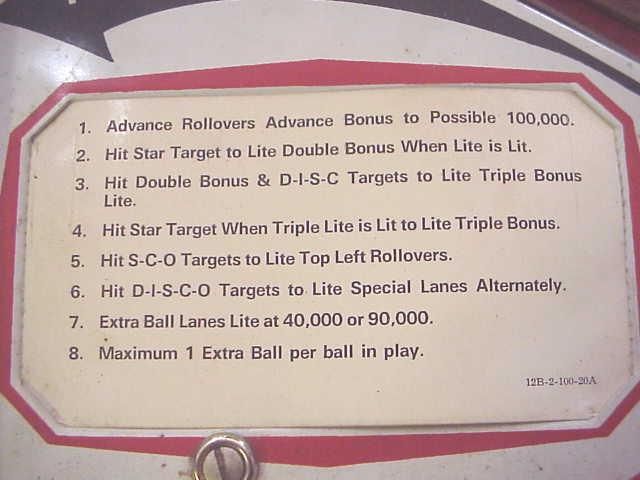 1. Advance Rollovers Advance Bonus to Possible 100,000.
2. Hit Star Target to Lite Double Bonus When Lite is Lit.
3. Hit Double Bonus & D-I-S-C Targets to Lite Triple Bonus
Lite.
4. Hit Star Target When Triple Lite is Lit to Lite Triple Bonus.
5. Hit S-C-O Targets to Lite Top Left Rollovers.
6. Hit D-I-S-C-O Targets to Lite Special Lanes Alternately.
7. Extra Ball Lanes Lite at 40,000 or 90,000.
8. Maximum 1 Extra Ball per ball in play.
12B-2-100-20A